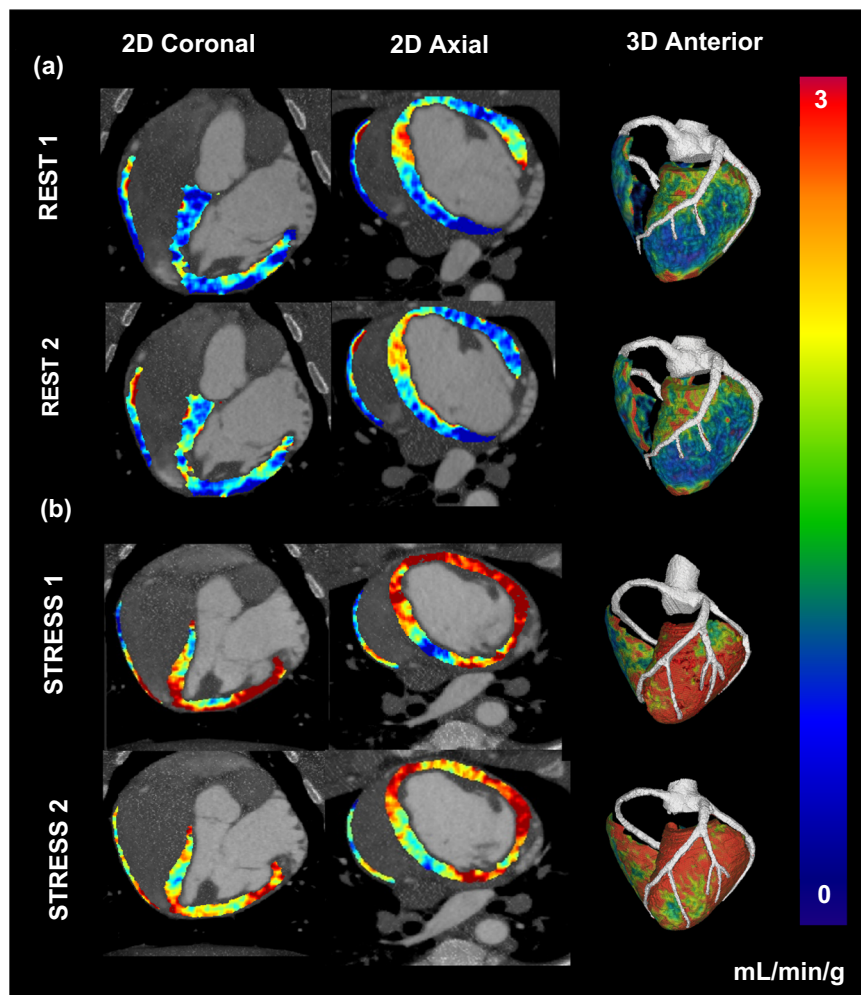 2D Coronal 2D Axial 3D Anterior
(a)
3
REST 1
REST 2
(b)
STRESS 1
STRESS 2
0
mL/min/g